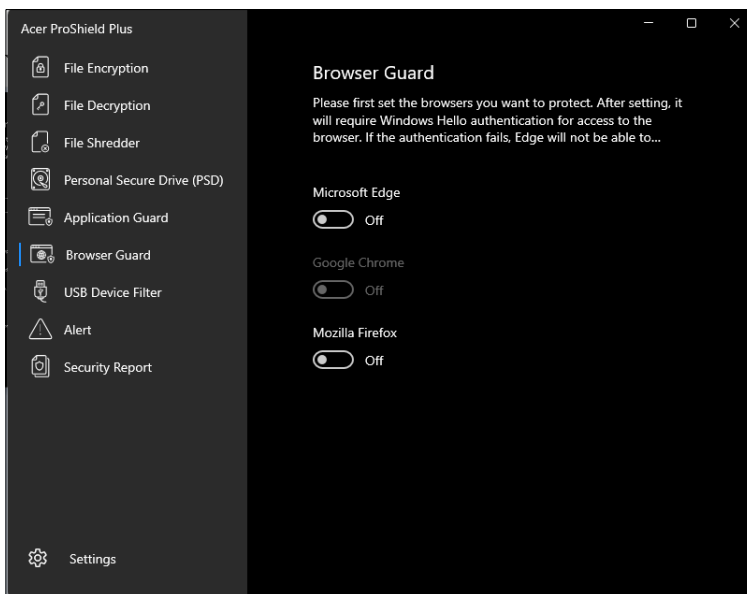 Acer ProShield Plus
File Encryption
File Decryption
File Shredder
Personal Secure Drive (PSD)
Application Guard
Browser Guard
USB Device Filter
Alert
Security Report
Settings
Browser Guard
Please first set the browsers you want to protect. After setting, it
will require Windows Hello authentication for access to the
browser. If the authentication fails, Edge will not be able to...
Microsoft Edge
Off
Google Chrome
Off
Mozilla Firefox
Off